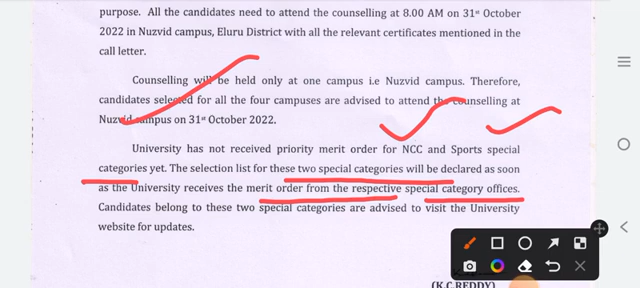 purpose. All the candidates need to attend the counselling at 8.00 AM on 31st October
2022 in Nuzvid campus, Eluru District with all the relevant certificates mentioned in the
call letter.
Counselling will be held only at one campus i.e Nuzvid campus. Therefore,
candidates selected for all the four campuses are advised to attend the counselling at
Nuzvid campus on 31st October 2022.
University has not received priority merit order for NCC and Sports special
categories yet. The selection list for these two special categories will be declared as soon
as the University receives the merit order from the respective special category offices.
Candidates belong to these two special categories are advised to visit the University
website for updates.
(K.C.REDDY)